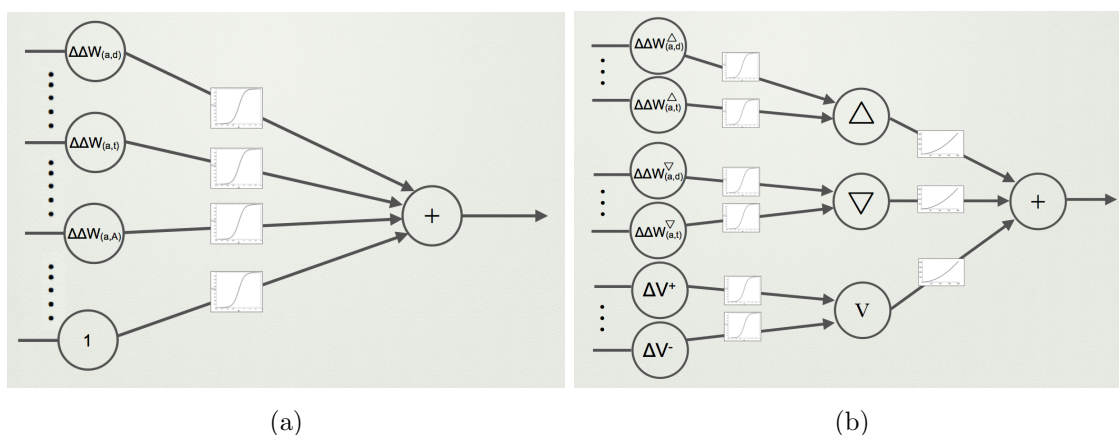 ΔΔW(a,d)
ΔΔW(a,t)
ΔΔW(a,A)
1
+
(a)
ΔΔW△(a,d)
ΔΔW△(a,t)
ΔΔW▽(a,d)
ΔΔW▽(a,t)
ΔV+
ΔV-
△
▽
V
+
(b)